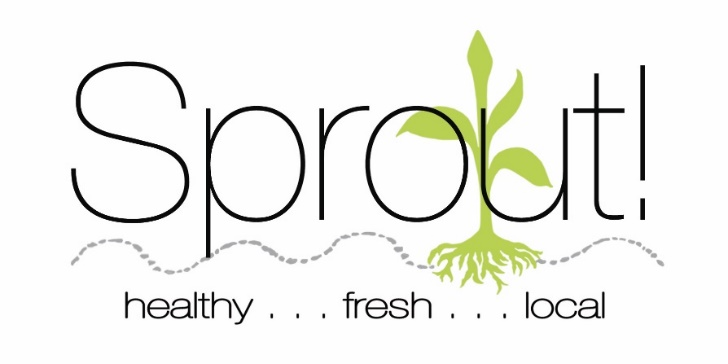 Sprout!
healthy . . . fresh . . . local